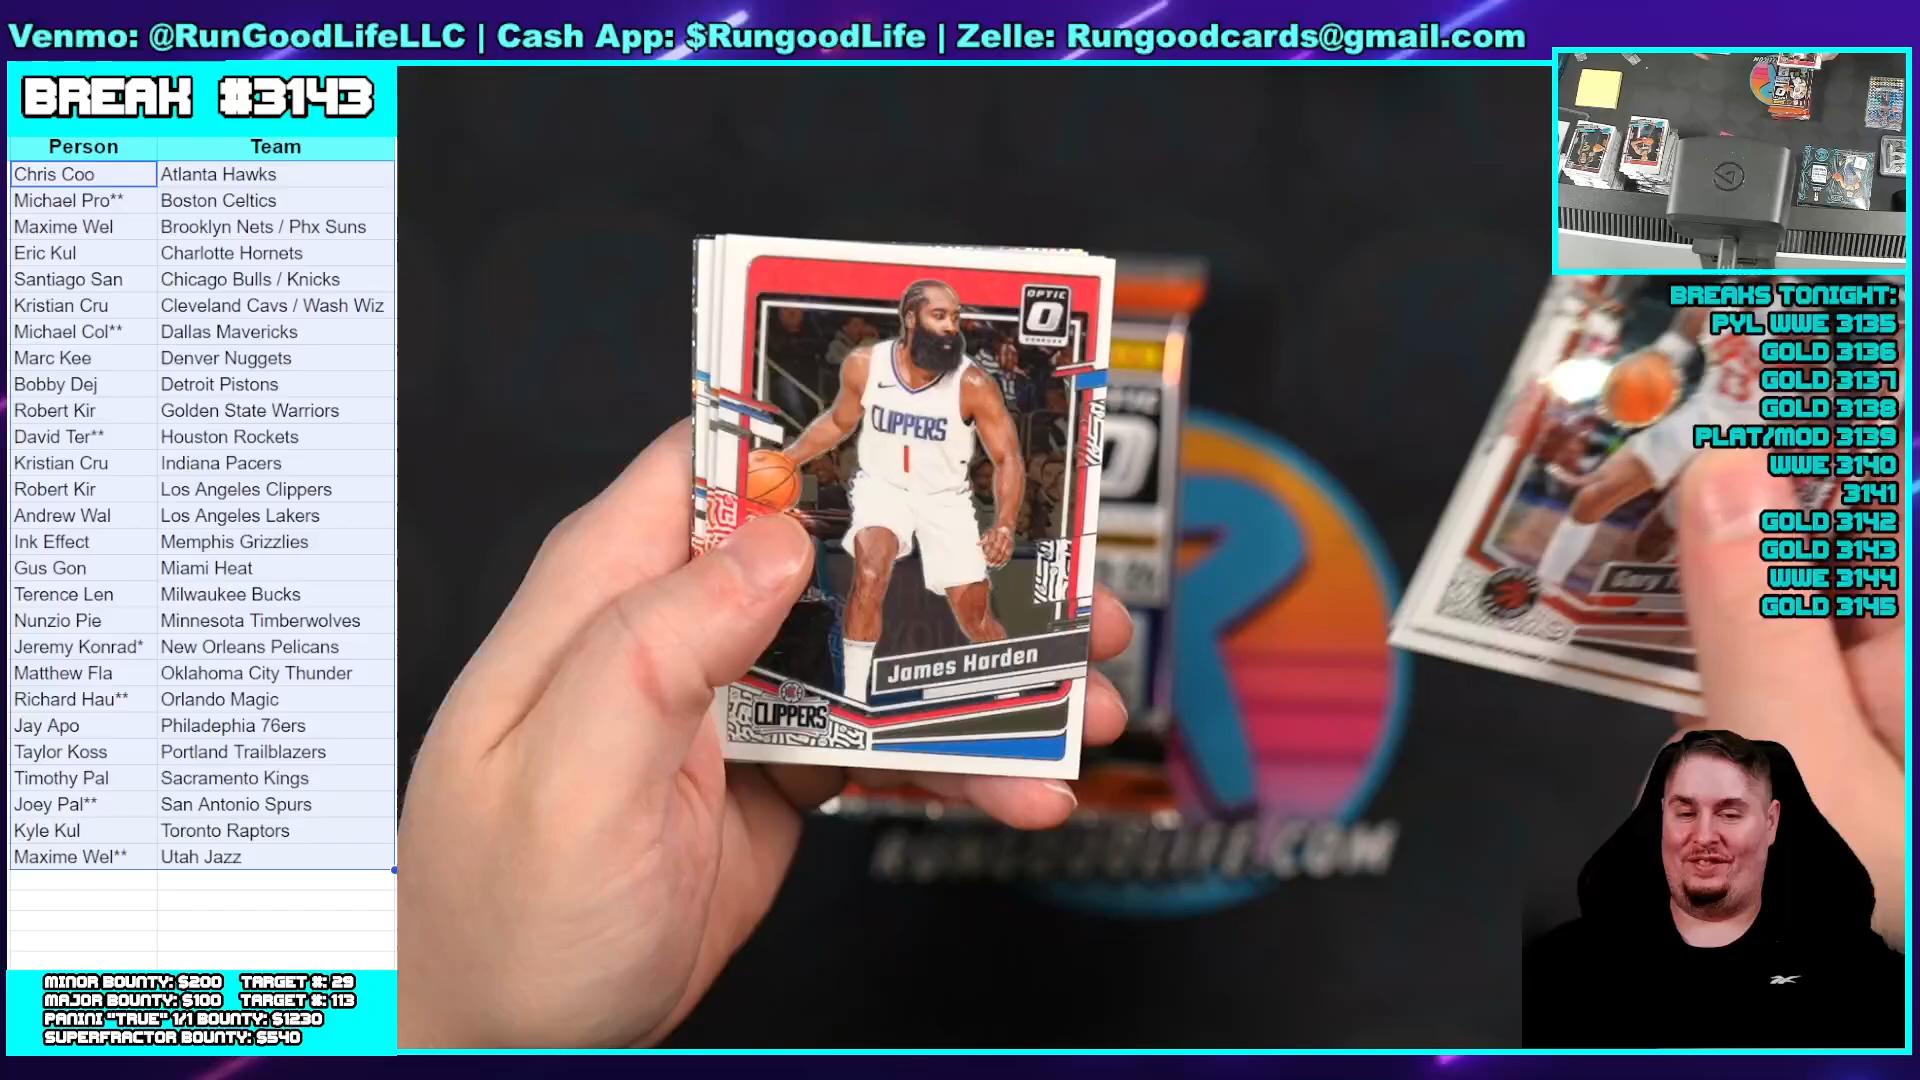 Venmo: @RunGoodLifeLLC | Cash App: $RungoodLife | Zelle: Rungoodcards@gmail.com
BREAK #3143
Person Team
Chris Coo Atlanta Hawks
Michael Pro** Boston Celtics
Maxime Wel Brooklyn Nets / Phx Suns
Eric Kul Charlotte Hornets
Santiago San Chicago Bulls / Knicks
Kristian Cru Cleveland Cavs / Wash Wiz
Michael Col** Dallas Mavericks
Marc Kee Denver Nuggets
Bobby Dej Detroit Pistons
Robert Kir Golden State Warriors
David Ter** Houston Rockets
Kristian Cru Indiana Pacers
Robert Kir Los Angeles Clippers
Andrew Wal Los Angeles Lakers
Ink Effect Memphis Grizzlies
Gus Gon Miami Heat
Terence Len Milwaukee Bucks
Nunzio Pie Minnesota Timberwolves
Jeremy Konrad* New Orleans Pelicans
Matthew Fla Oklahoma City Thunder
Richard Hau** Orlando Magic
Jay Apo Philadephia 76ers
Taylor Koss Portland Trailblazers
Timothy Pal Sacramento Kings
Joey Pal** San Antonio Spurs
Kyle Kul Toronto Raptors
Maxime Wel** Utah Jazz
MINOR BOUNTY: $200 TARGET #: 29
MAJOR BOUNTY: $100 TARGET #: 113
PANINI "TRUE" 1/1 BOUNTY: $1230
SUPERFRACTOR BOUNTY: $540
OPTIC
O
DONRUSS
CLIPPERS
1
James Harden
CLIPPERS
Gary
R
RUNGOODLIFE.COM
BREAKS TONIGHT:
PYL WWE 3135
GOLD 3136
GOLD 3137
GOLD 3138
PLAT/MOD 3139
WWE 3140
3141
GOLD 3142
GOLD 3143
WWE 3144
GOLD 3145